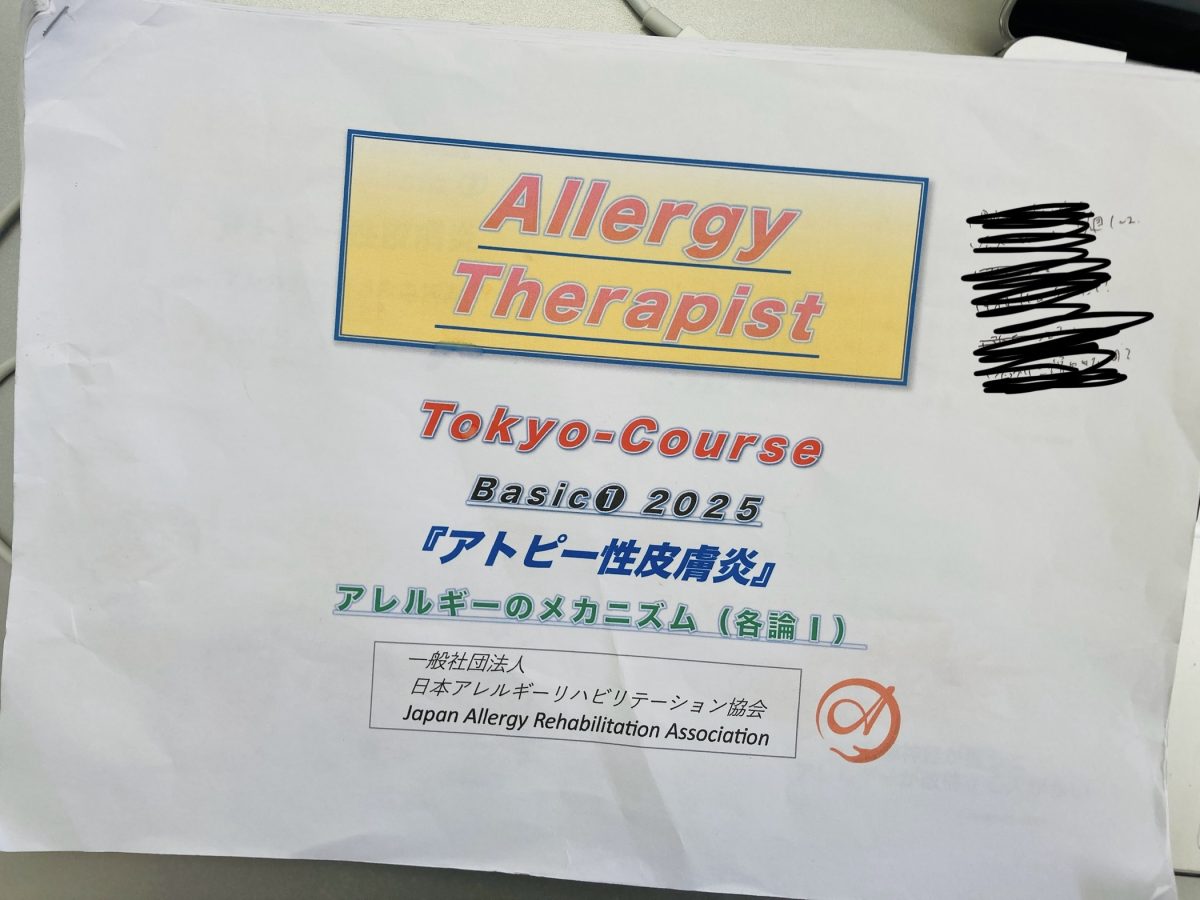 Allergy
Therapist
Tokyo-Course
Basic❶ 2025
『アトピー性皮膚炎』
アレルギーのメカニズム（各論Ⅰ）
一般社団法人
日本アレルギーリハビリテーション協会
Japan Allergy Rehabilitation Association